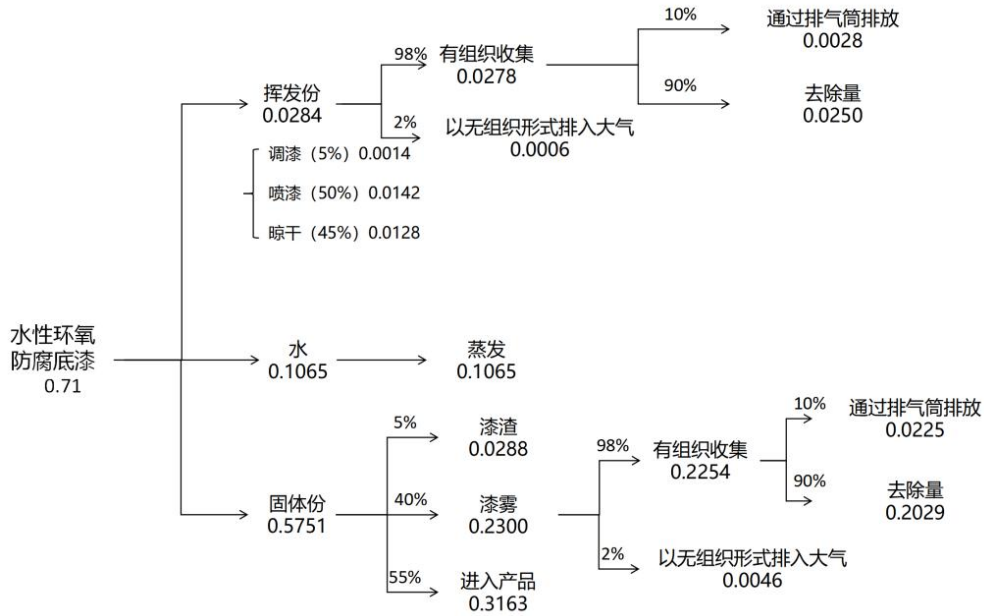 10%
通过排气筒排放
0.0028
98%
有组织收集
0.0278
90%
去除量
0.0250
挥发份
0.0284
2%
以无组织形式排入大气
0.0006
调漆（5%）0.0014
喷漆（50%）0.0142
晾干（45%）0.0128
水性环氧
防腐底漆
0.71
水
0.1065
蒸发
0.1065
5%
漆渣
0.0288
98%
有组织收集
0.2254
10%
通过排气筒排放
0.0225
90%
去除量
0.2029
固体份
0.5751
40%
漆雾
0.2300
2%
以无组织形式排入大气
0.0046
55%
进入产品
0.3163